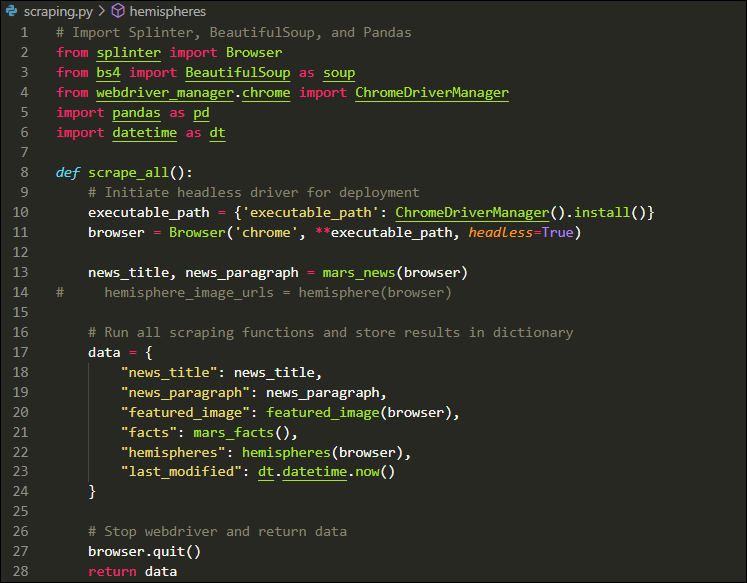 scraping.py > hemispheres
1 # Import Splinter, BeautifulSoup, and Pandas
2 from splinter import Browser
3 from bs4 import BeautifulSoup as soup
4 from webdriver_manager.chrome import ChromeDriverManager
5 import pandas as pd
6 import datetime as dt
7
8 def scrape_all():
9     # Initiate headless driver for deployment
10     executable_path = {'executable_path': ChromeDriverManager().install()}
11     browser = Browser('chrome', **executable_path, headless=True)
12
13     news_title, news_paragraph = mars_news(browser)
14 #     hemisphere_image_urls = hemisphere(browser)
15
16     # Run all scraping functions and store results in dictionary
17     data = {
18         "news_title": news_title,
19         "news_paragraph": news_paragraph,
20         "featured_image": featured_image(browser),
21         "facts": mars_facts(),
22         "hemispheres": hemispheres(browser),
23         "last_modified": dt.datetime.now()
24     }
25
26     # Stop webdriver and return data
27     browser.quit()
28     return data